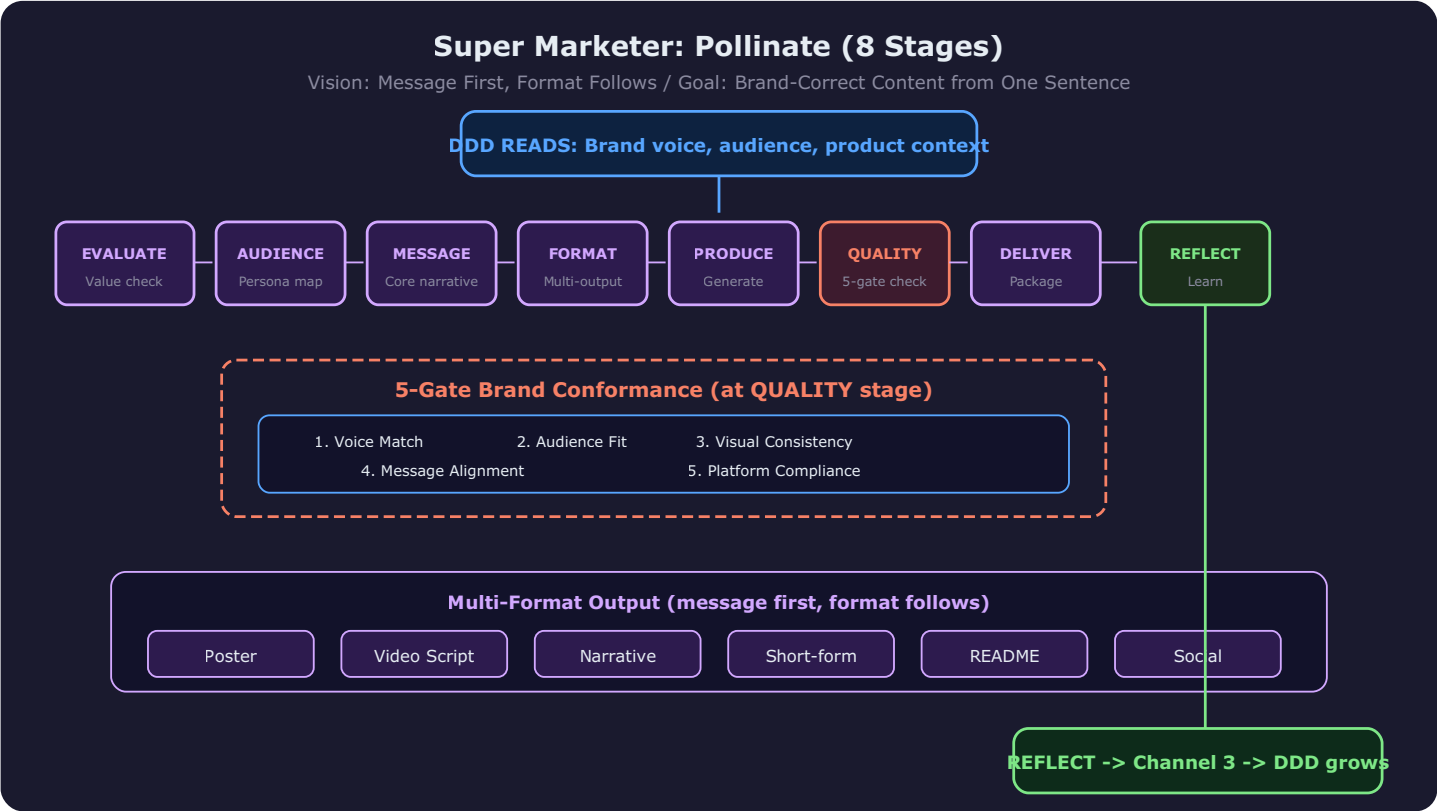 Super Marketer: Pollinate (8 Stages)
Vision: Message First, Format Follows / Goal: Brand-Correct Content from One Sentence
DDD READS: Brand voice, audience, product context
EVALUATE
Value check
AUDIENCE
Persona map
MESSAGE
Core narrative
FORMAT
Multi-output
PRODUCE
Generate
QUALITY
5-gate check
DELIVER
Package
REFLECT
Learn
5-Gate Brand Conformance (at QUALITY stage)
1. Voice Match
2. Audience Fit
3. Visual Consistency
4. Message Alignment
5. Platform Compliance
Multi-Format Output (message first, format follows)
Poster
Video Script
Narrative
Short-form
README
Social
REFLECT -> Channel 3 -> DDD grows